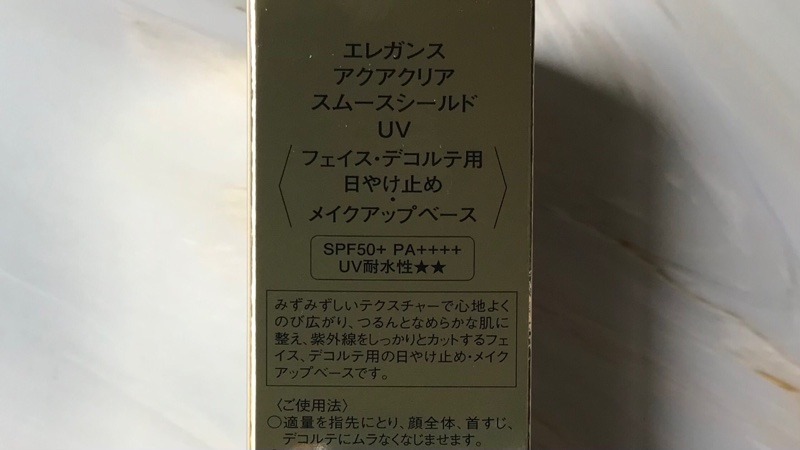 エレガンス
アクアクリア
スムースシールド
UV
〈フェイス・デコルテ用
日やけ止め
・
メイクアップベース〉
SPF50+ PA++++
UV耐水性★★
みずみずしいテクスチャーで心地よく
のび広がり、つるんとなめらかな肌に
整え、紫外線をしっかりとカットするフェ
イス、デコルテ用の日やけ止め・メイク
アップベースです。
〈ご使用法〉
○適量を指先にとり、顔全体、首すじ、
デコルテにムラなくなじませます。